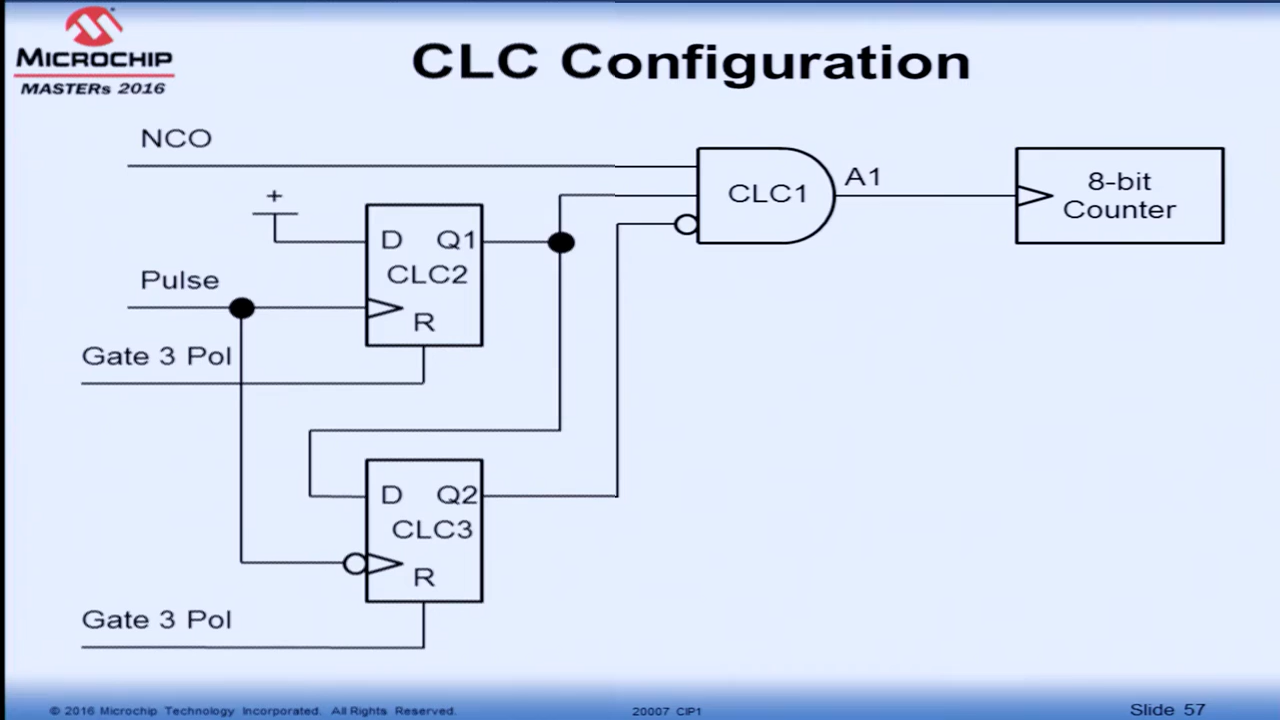 MICROCHIP
MASTERs 2016
CLC Configuration
NCO
+
Pulse
Gate 3 Pol
D Q1
CLC2
R
CLC1
A1
8-bit
Counter
D Q2
CLC3
R
Gate 3 Pol
© 2016 Microchip Technology Incorporated. All Rights Reserved.
20007 CIP1
Slide 57